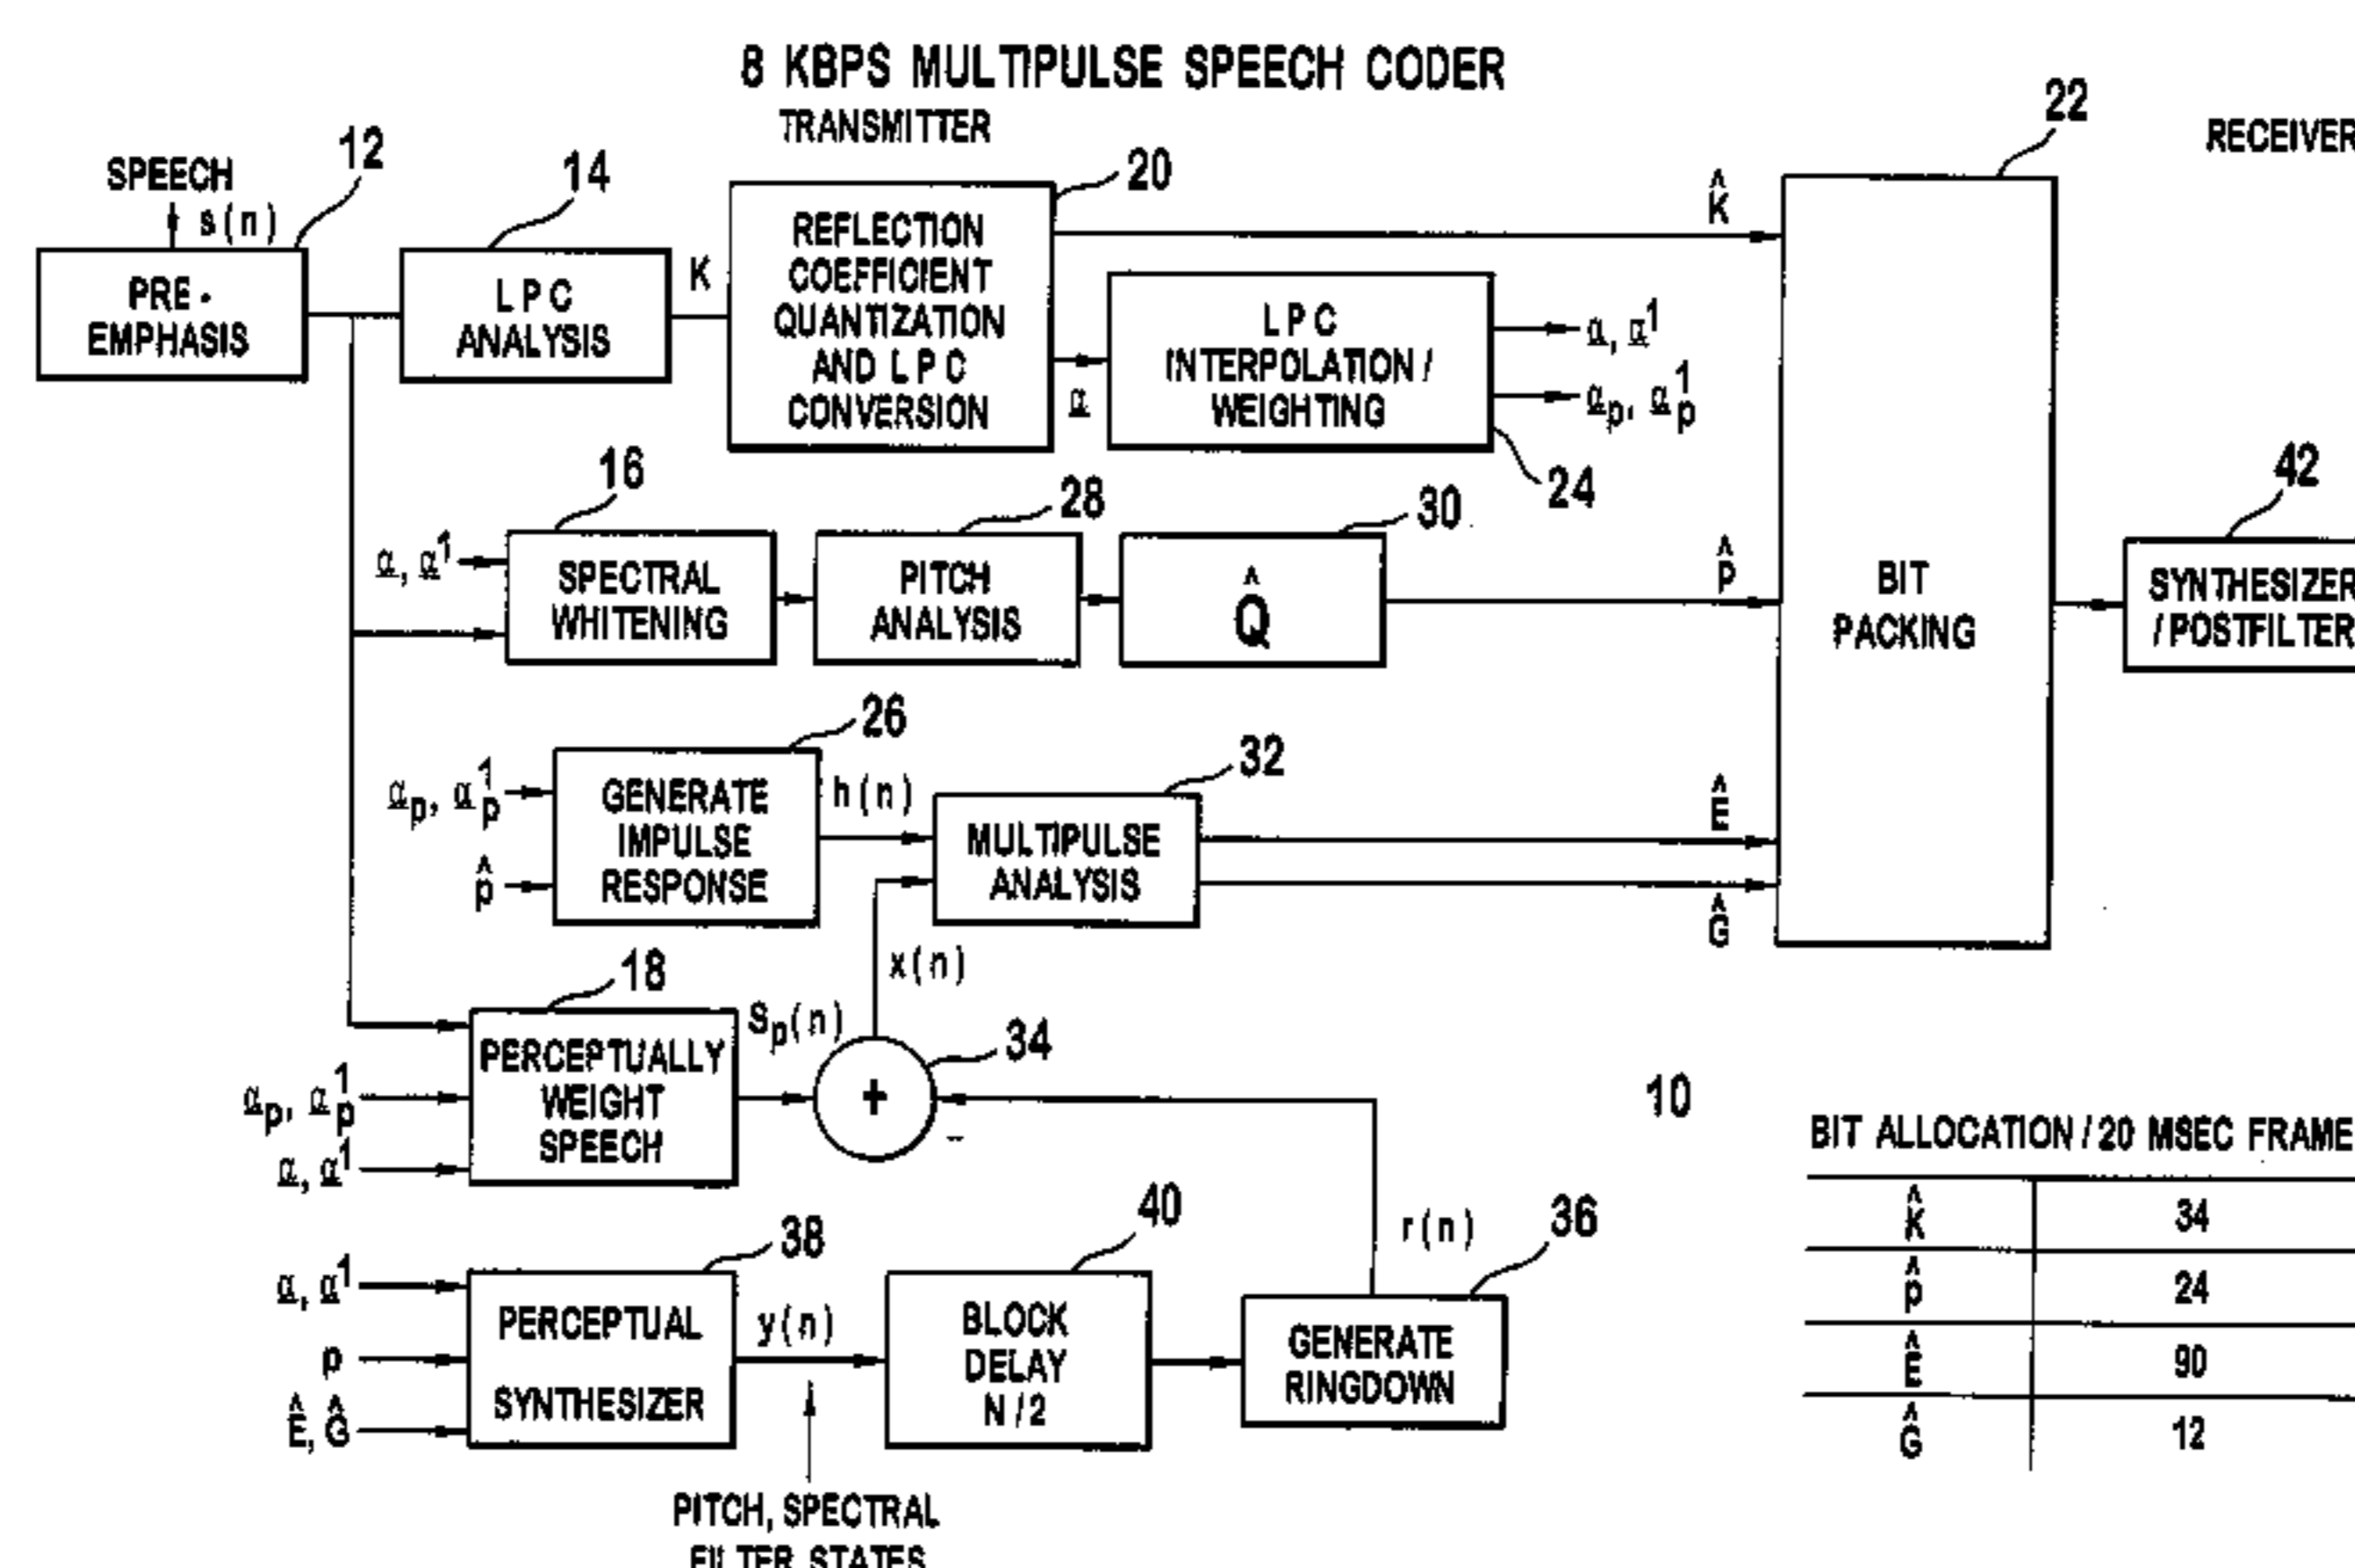 8 KBPS MULTIPULSE SPEECH CODER
TRANSMITTER
RECEIVER
SPEECH
s(n)
12
14
20
22
PRE-
EMPHASIS
LPC
ANALYSIS
K
REFLECTION
COEFFICIENT
QUANTIZATION
AND LPC
CONVERSION
K̂
α
LPC
INTERPOLATION /
WEIGHTING
α, α¹
αp, αp¹
24
16
28
30
42
α, α¹
SPECTRAL
WHITENING
PITCH
ANALYSIS
Q̂
p̂
BIT
PACKING
SYNTHESIZER
/ POSTFILTER
26
32
αp, αp¹
p̂
GENERATE
IMPULSE
RESPONSE
h(n)
MULTIPULSE
ANALYSIS
Ê
Ĝ
x(n)
18
Sp(n)
34
PERCEPTUALLY
WEIGHT
SPEECH
αp, αp¹
α, α¹
+
−
10
r(n)
38
40
36
α, α¹
p
Ê, Ĝ
PERCEPTUAL
SYNTHESIZER
y(n)
BLOCK
DELAY
N/2
GENERATE
RINGDOWN
PITCH, SPECTRAL
FILTER STATES
BIT ALLOCATION / 20 MSEC FRAME
K̂ 34
p̂ 24
Ê 90
Ĝ 12